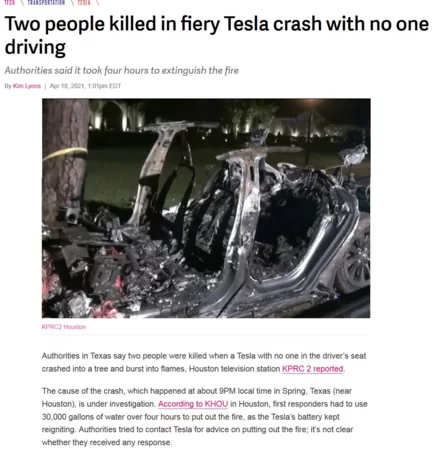 TECH \ TRANSPORTATION \ TESLA \
Two people killed in fiery Tesla crash with no one
driving
Authorities said it took four hours to extinguish the fire
By Kim Lyons | Apr 18, 2021, 1:01pm EDT
KPRC2 Houston
Authorities in Texas say two people were killed when a Tesla with no one in the driver's seat
crashed into a tree and burst into flames, Houston television station KPRC 2 reported.
The cause of the crash, which happened at about 9PM local time in Spring, Texas (near
Houston), is under investigation. According to KHOU in Houston, first responders had to use
30,000 gallons of water over four hours to put out the fire, as the Tesla's battery kept
reigniting. Authorities tried to contact Tesla for advice on putting out the fire; it's not clear
whether they received any response.